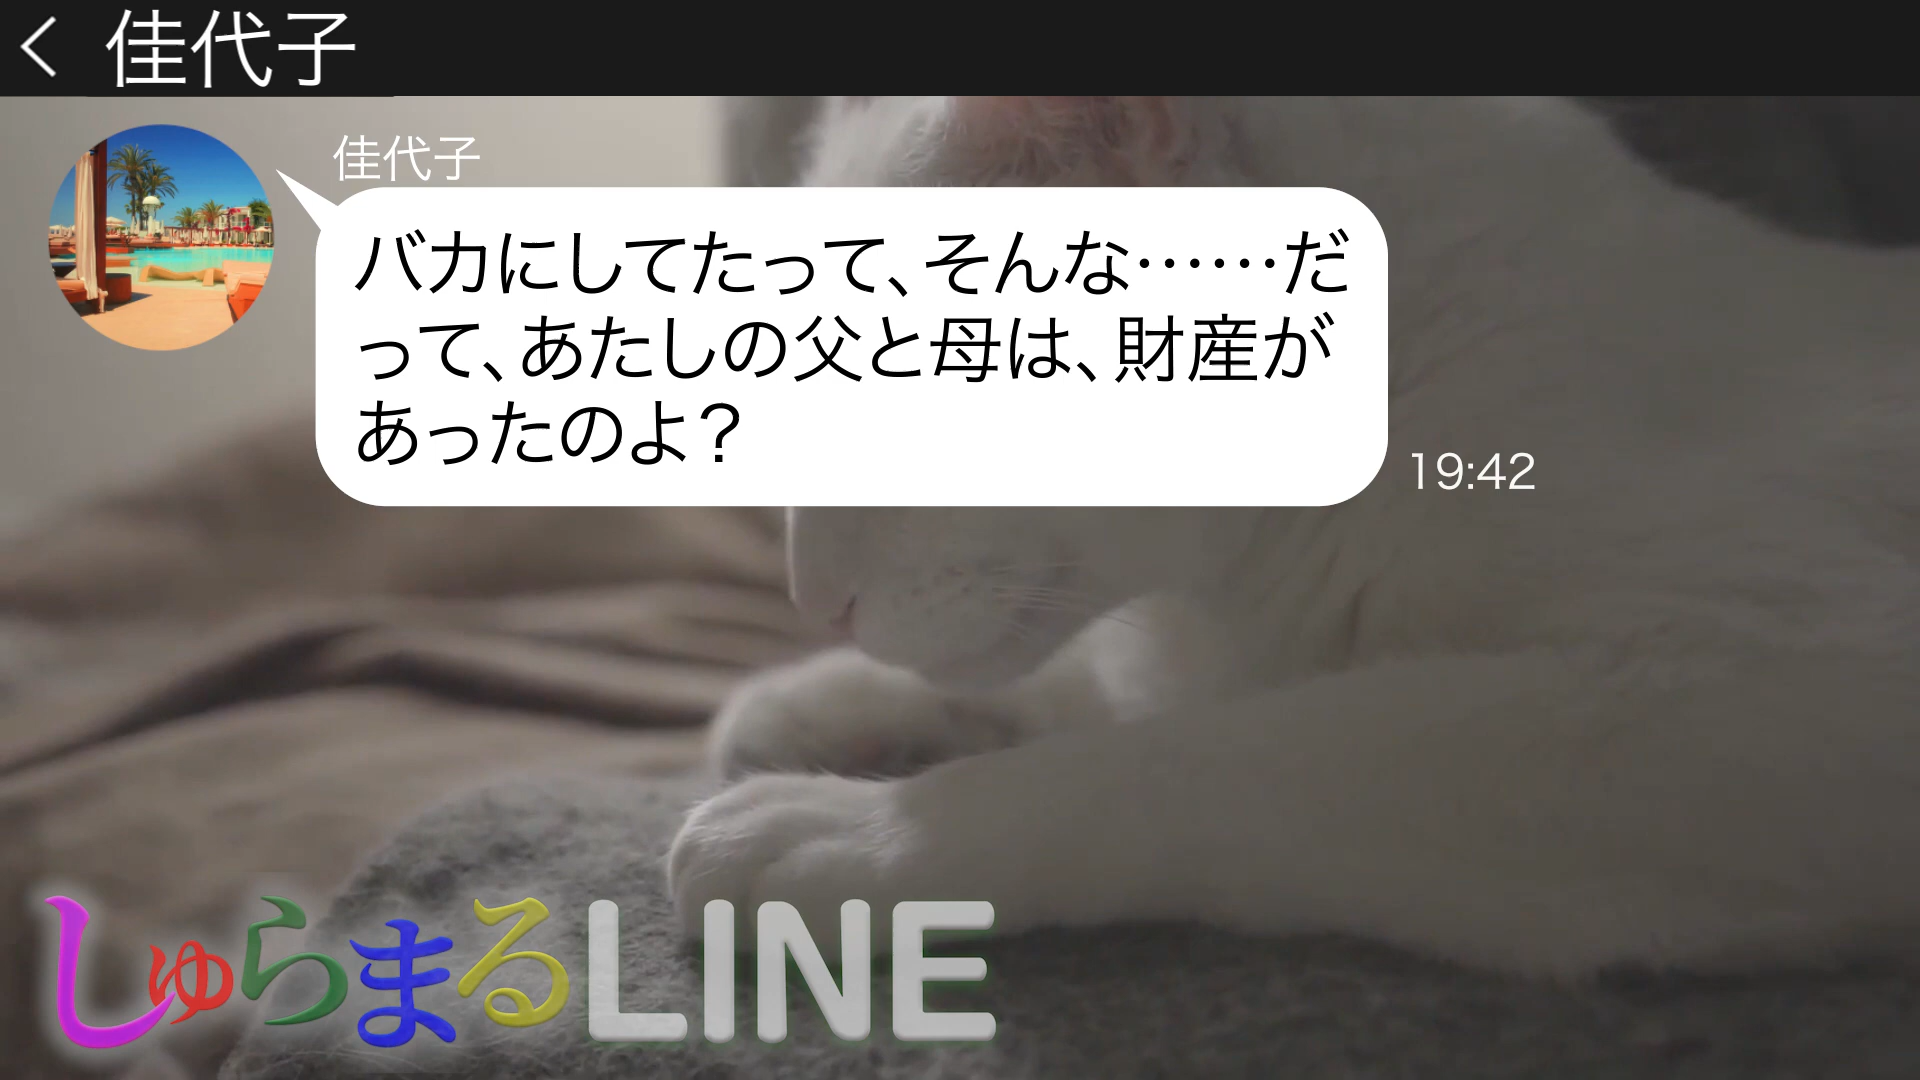 佳代子
佳代子
バカにしてたって、そんな……だ
って、あたしの父と母は、財産が
あったのよ？
19:42
しゅらまるLINE